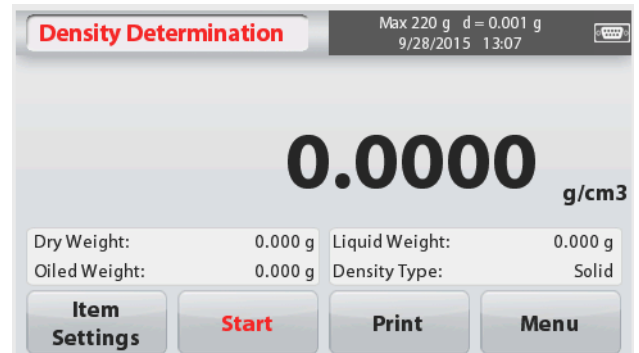 Density Determination
Max 220 g d = 0.001 g
9/28/2015 13:07
0.0000
g/cm3
Dry Weight: 0.000 g Liquid Weight: 0.000 g
Oiled Weight: 0.000 g Density Type: Solid
Item
Settings
Start
Print
Menu